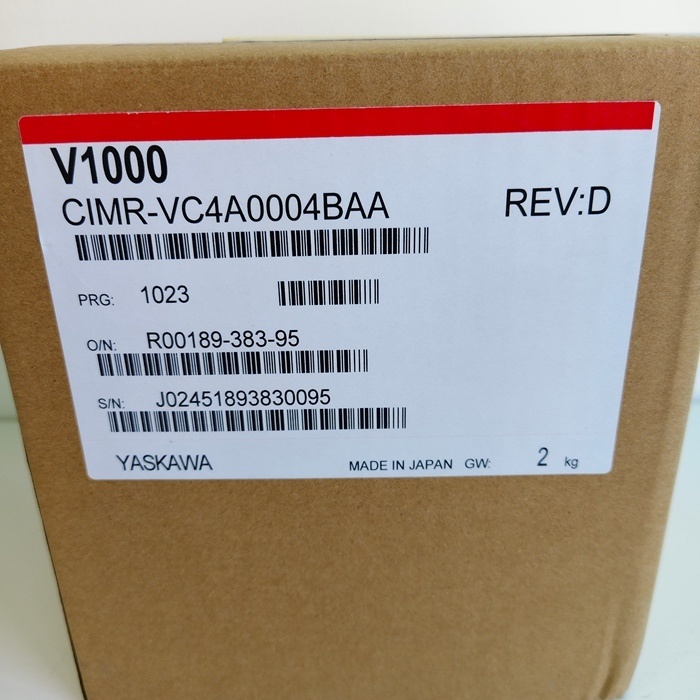 V1000
CIMR-VC4A0004BAA REV:D
PRG: 1023
O/N: R00189-383-95
S/N: J02451893830095
YASKAWA MADE IN JAPAN GW: 2 kg